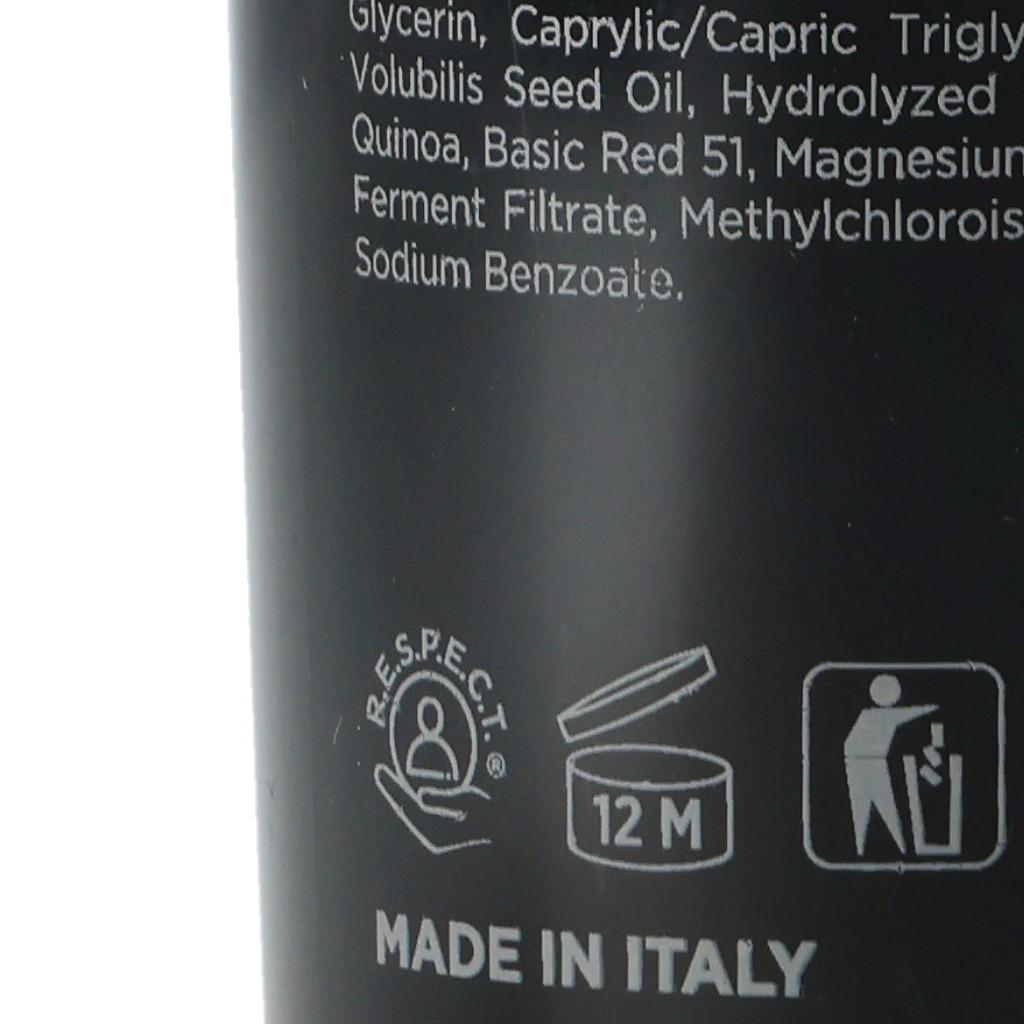 Glycerin, Caprylic/Capric Trigly
Volubilis Seed Oil, Hydrolyzed
Quinoa, Basic Red 51, Magnesium
Ferment Filtrate, Methylchlorois
Sodium Benzoate.
R.E.S.P.E.C.T.®
12 M
MADE IN ITALY